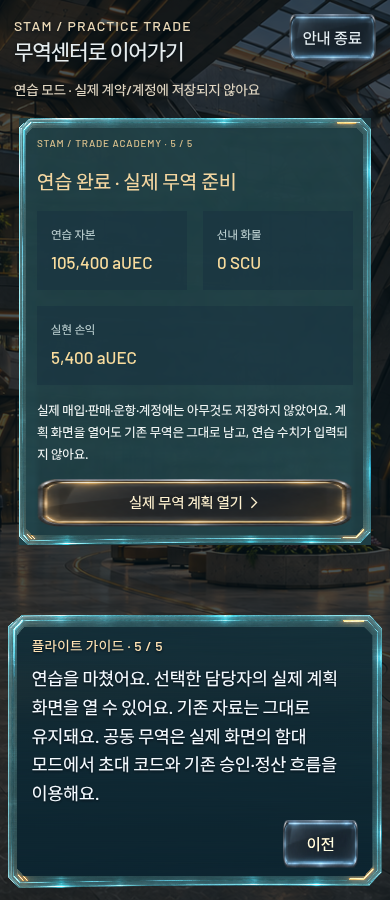 STAM / PRACTICE TRADE
무역센터로 이어가기
안내 종료
연습 모드 · 실제 계약/계정에 저장되지 않아요
STAM / TRADE ACADEMY · 5 / 5
연습 완료 · 실제 무역 준비
연습 자본
105,400 aUEC
선내 화물
0 SCU
실현 손익
5,400 aUEC
실제 매입·판매·운항·계정에는 아무것도 저장하지 않았어요. 계
획 화면을 열어도 기존 무역은 그대로 남고, 연습 수치가 입력되
지 않아요.
실제 무역 계획 열기 >
플라이트 가이드 · 5 / 5
연습을 마쳤어요. 선택한 담당자의 실제 계획
화면을 열 수 있어요. 기존 자료는 그대로
유지돼요. 공동 무역은 실제 화면의 함대
모드에서 초대 코드와 기존 승인·정산 흐름을
이용해요.
이전